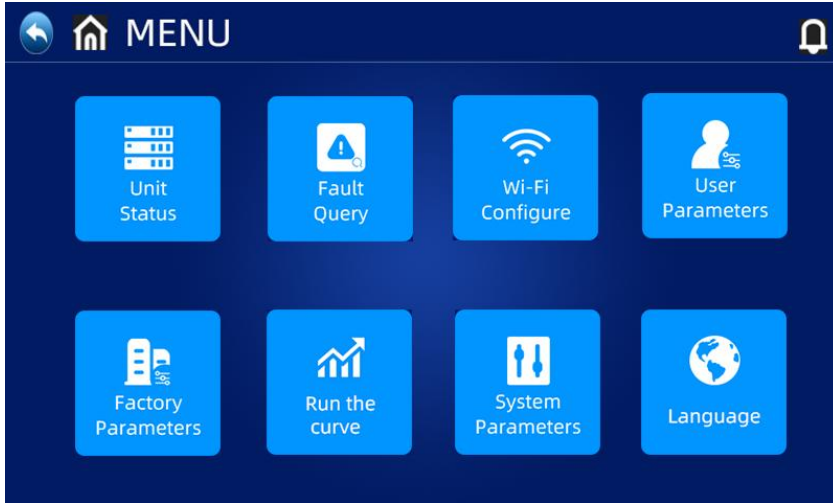 MENU
Unit
Status
Fault
Query
Wi-Fi
Configure
User
Parameters
Factory
Parameters
Run the
curve
System
Parameters
Language